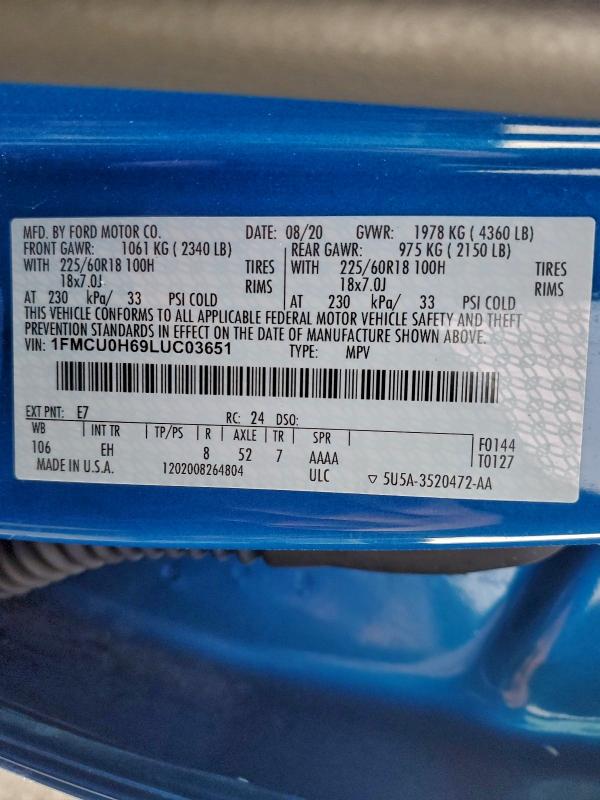 MFD. BY FORD MOTOR CO. DATE: 08/20 GVWR: 1978 KG ( 4360 LB)
FRONT GAWR: 1061 KG ( 2340 LB) REAR GAWR: 975 KG ( 2150 LB)
WITH 225/60R18 100H TIRES WITH 225/60R18 100H TIRES
18x7.0J RIMS 18x7.0J RIMS
AT 230 kPa/ 33 PSI COLD AT 230 kPa/ 33 PSI COLD
THIS VEHICLE CONFORMS TO ALL APPLICABLE FEDERAL MOTOR VEHICLE SAFETY AND THEFT
PREVENTION STANDARDS IN EFFECT ON THE DATE OF MANUFACTURE SHOWN ABOVE.
VIN: 1FMCU0H69LUC03651 TYPE: MPV
EXT PNT: E7 RC: 24 DSO:
WB INT TR TP/PS R AXLE TR SPR F0144
106 EH 8 52 7 AAAA T0127
MADE IN U.S.A. 1202008264804 ULC ▽ 5U5A-3520472-AA